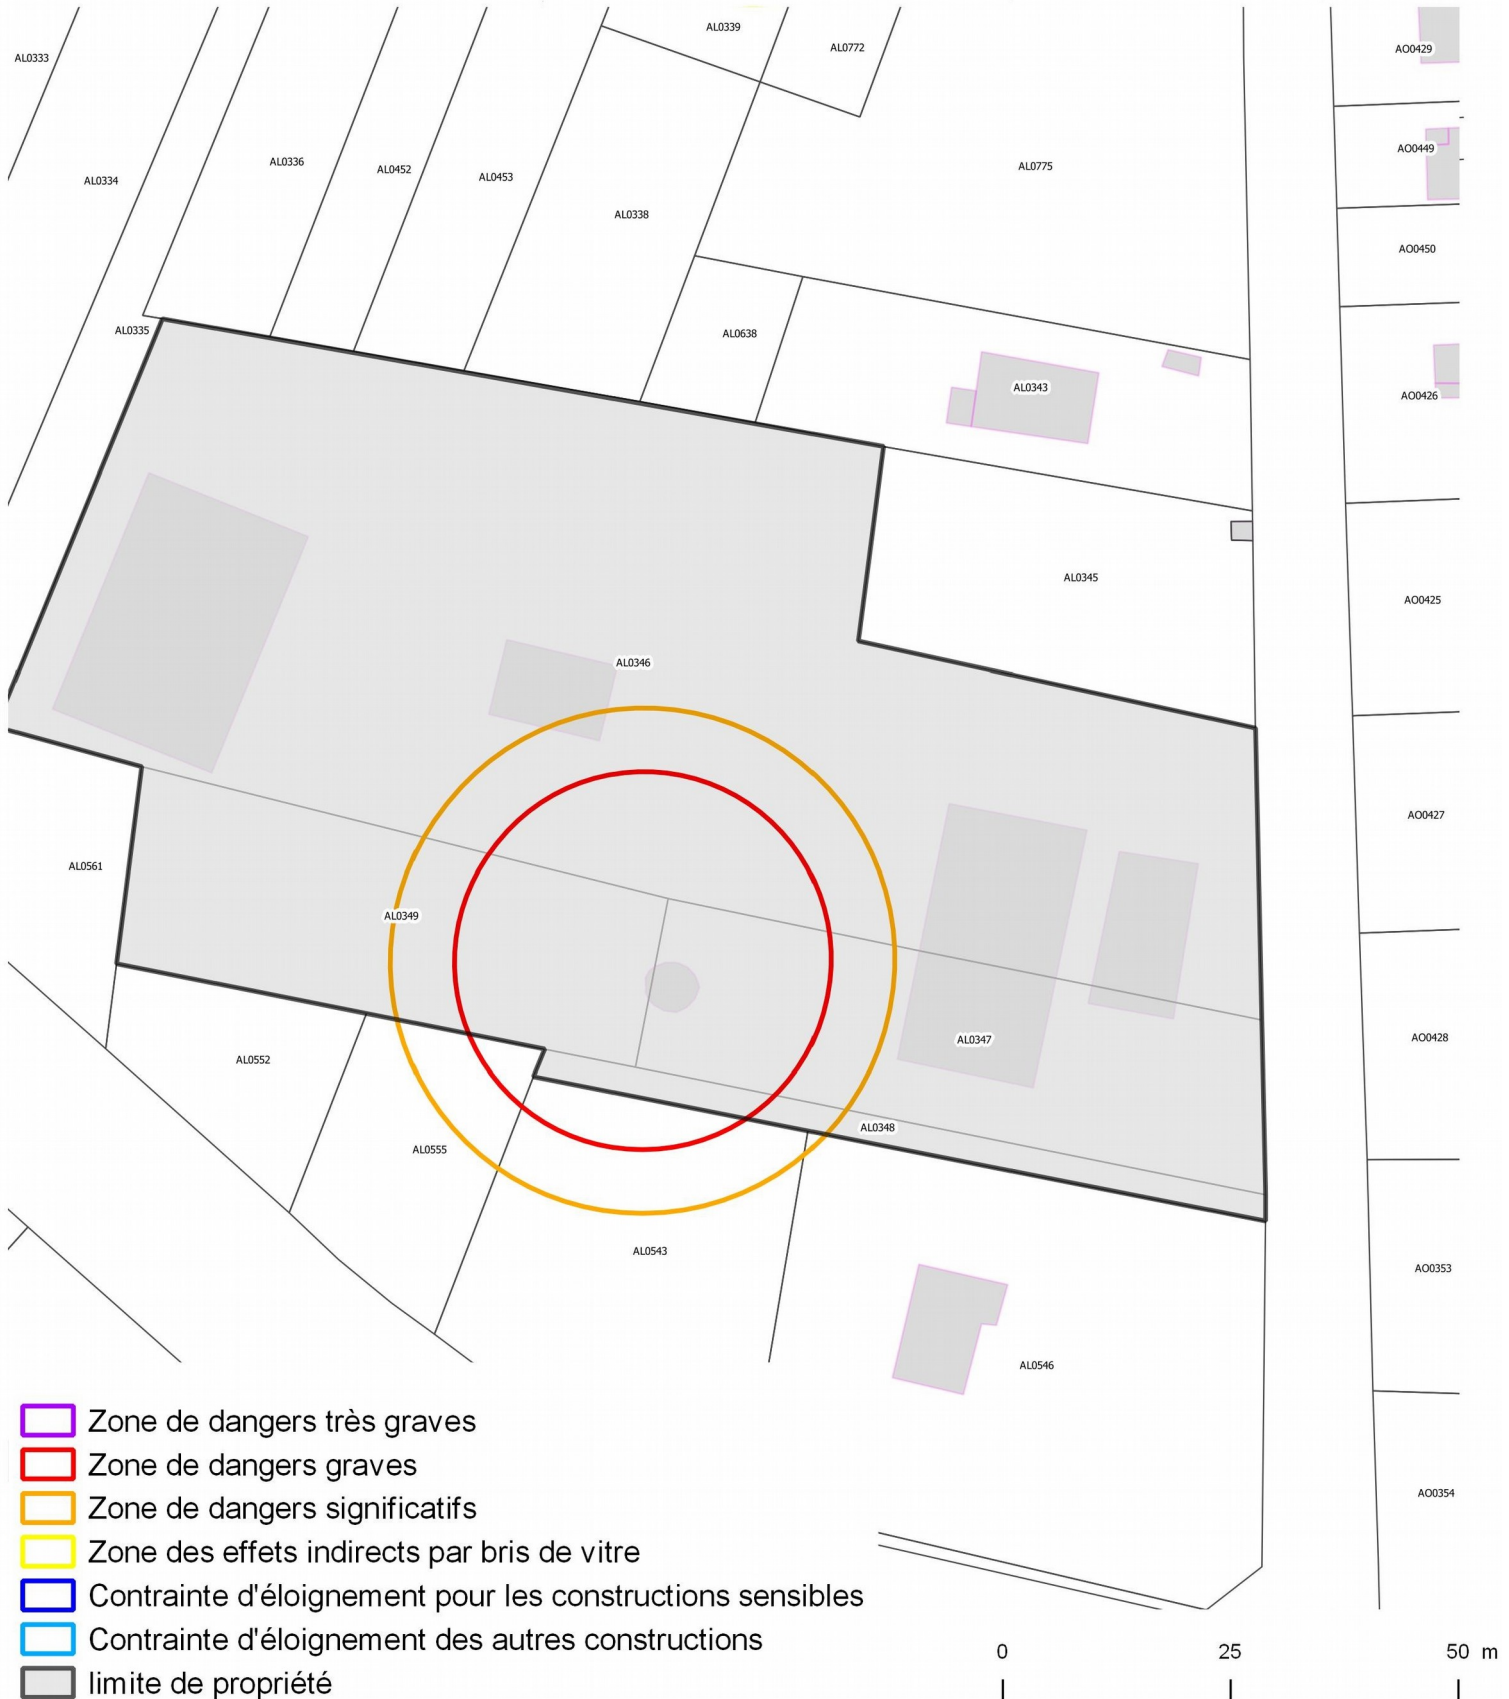 AL0339
AL0772
AO0429
AL0333
AO0449
AL0336
AL0452
AL0775
AL0453
AL0334
AL0338
AO0450
AL0335
AL0638
AL0343
AO0426
AL0345
AO0425
AL0346
AO0427
AL0561
AL0349
AL0347
AO0428
AL0552
AL0348
AL0555
AL0543
AO0353
AL0546
AO0354
Zone de dangers très graves
Zone de dangers graves
Zone de dangers significatifs
Zone des effets indirects par bris de vitre
Contrainte d'éloignement pour les constructions sensibles
Contrainte d'éloignement des autres constructions
limite de propriété
0 25 50 m